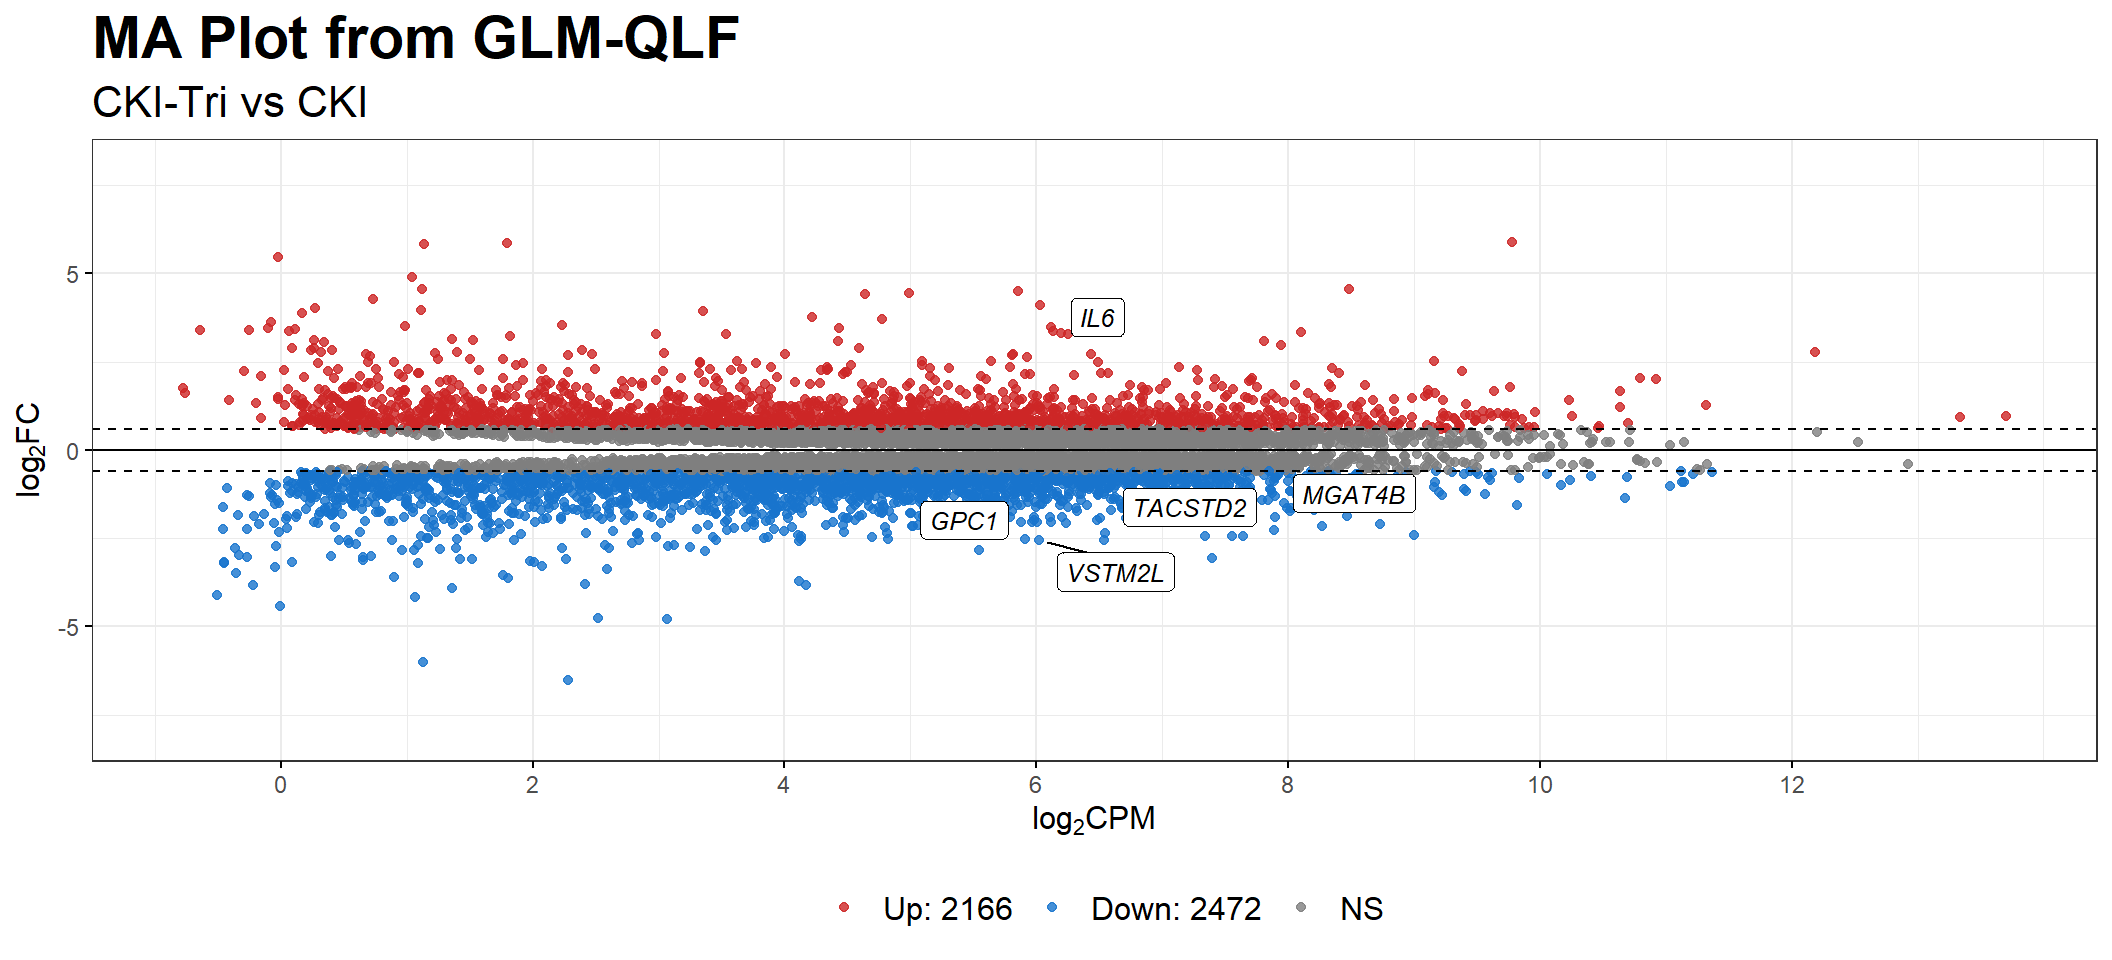 MA Plot from GLM-QLF
CKI-Tri vs CKI
log₂FC
5
0
-5
IL6
MGAT4B
TACSTD2
GPC1
VSTM2L
0 2 4 6 8 10 12
log₂CPM
Up: 2166 Down: 2472 NS